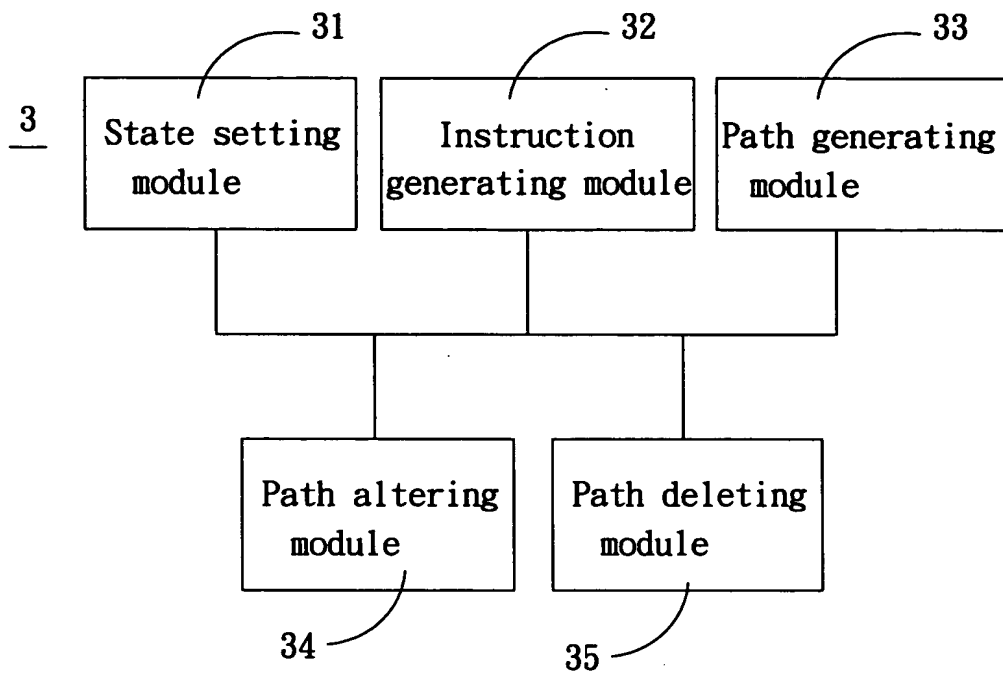 31
32
33
3
State setting
module
Instruction
generating module
Path generating
module
Path altering
module
Path deleting
module
34
35